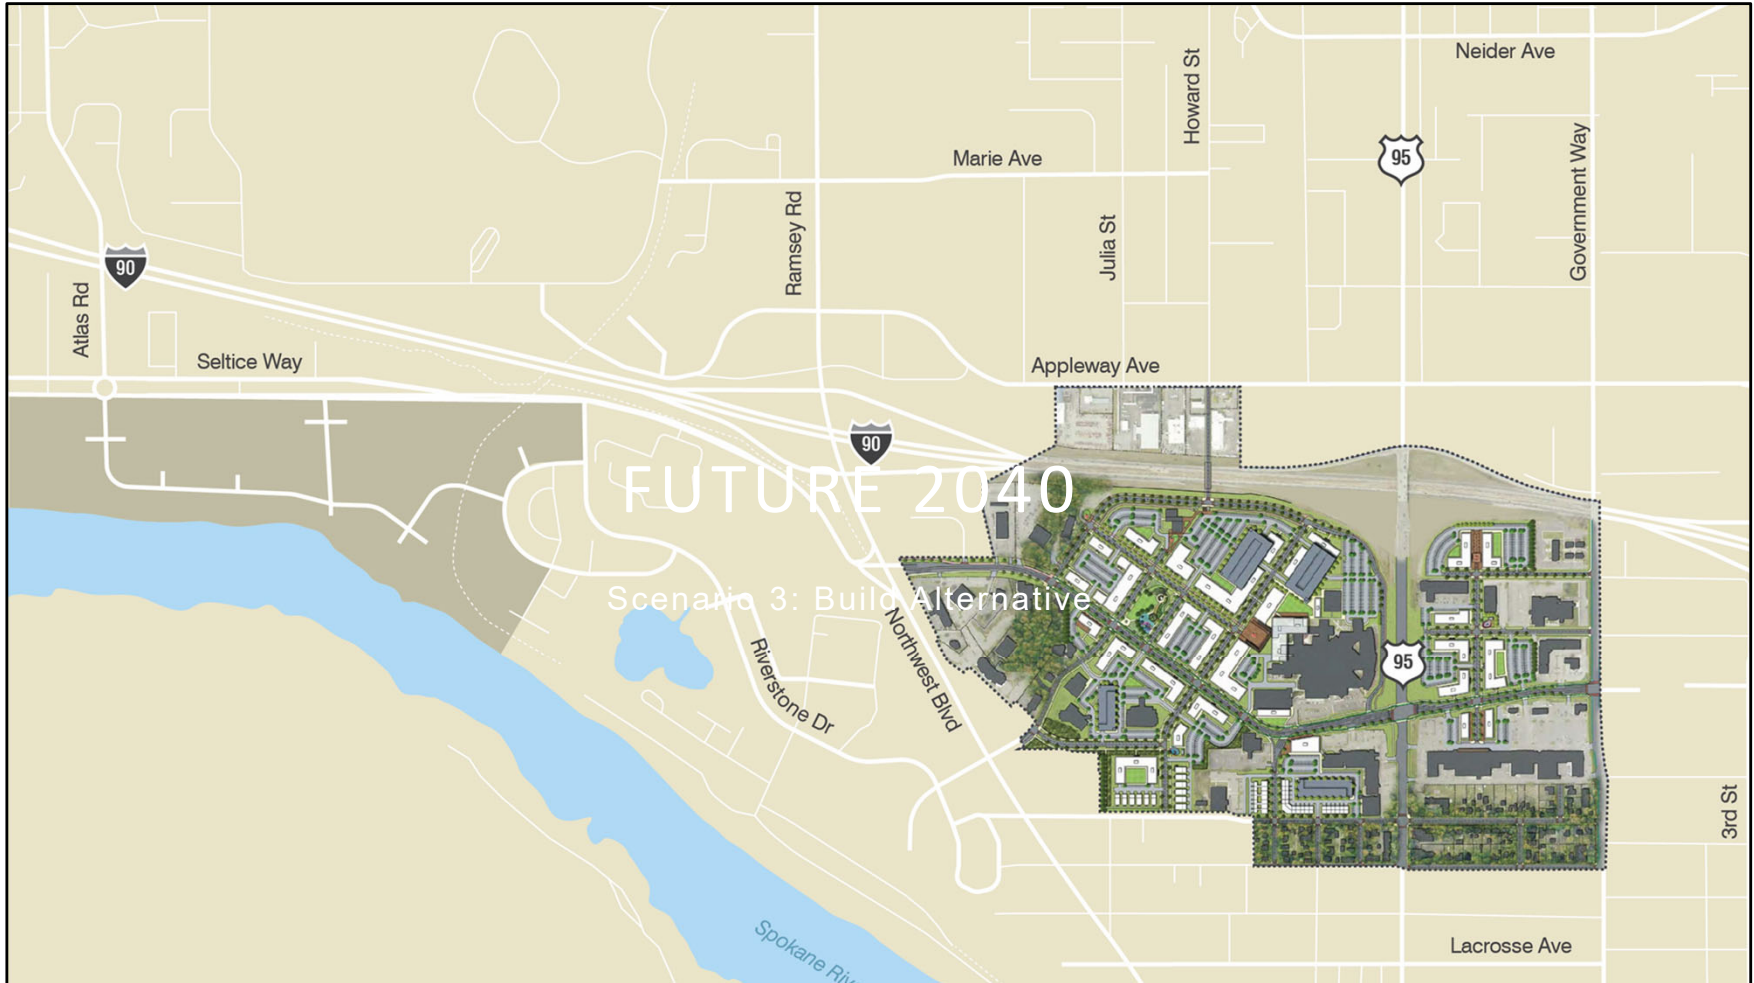 Neider Ave
Howard St
95
Marie Ave
Government Way
Ramsey Rd
Julia St
90
Atlas Rd
Seltice Way
Appleway Ave
90
FUTURE 2040
Scenario 3: Build Alternative
Northwest Blvd
Riverstone Dr
95
3rd St
Spokane Riv
Lacrosse Ave